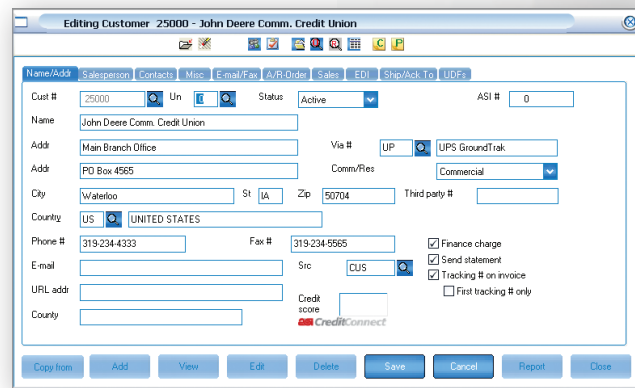 Editing Customer 25000 - John Deere Comm. Credit Union
C P
Name/Addr Salesperson Contacts Misc E-mail/Fax A/R-Order Sales EDI Ship/Ack To UDFs
Cust # 25000 Un 0 Status Active ASI # 0
Name John Deere Comm. Credit Union
Addr Main Branch Office Via # UP UPS GroundTrak
Addr PO Box 4565 Comm/Res Commercial
City Waterloo St IA Zip 50704 Third party #
Country US UNITED STATES
Phone # 319-234-4333 Fax # 319-234-5565 Finance charge
E-mail Src CUS Send statement
Tracking # on invoice
URL addr First tracking # only
County Credit score
CreditConnect
Copy from Add View Edit Delete Save Cancel Report Close